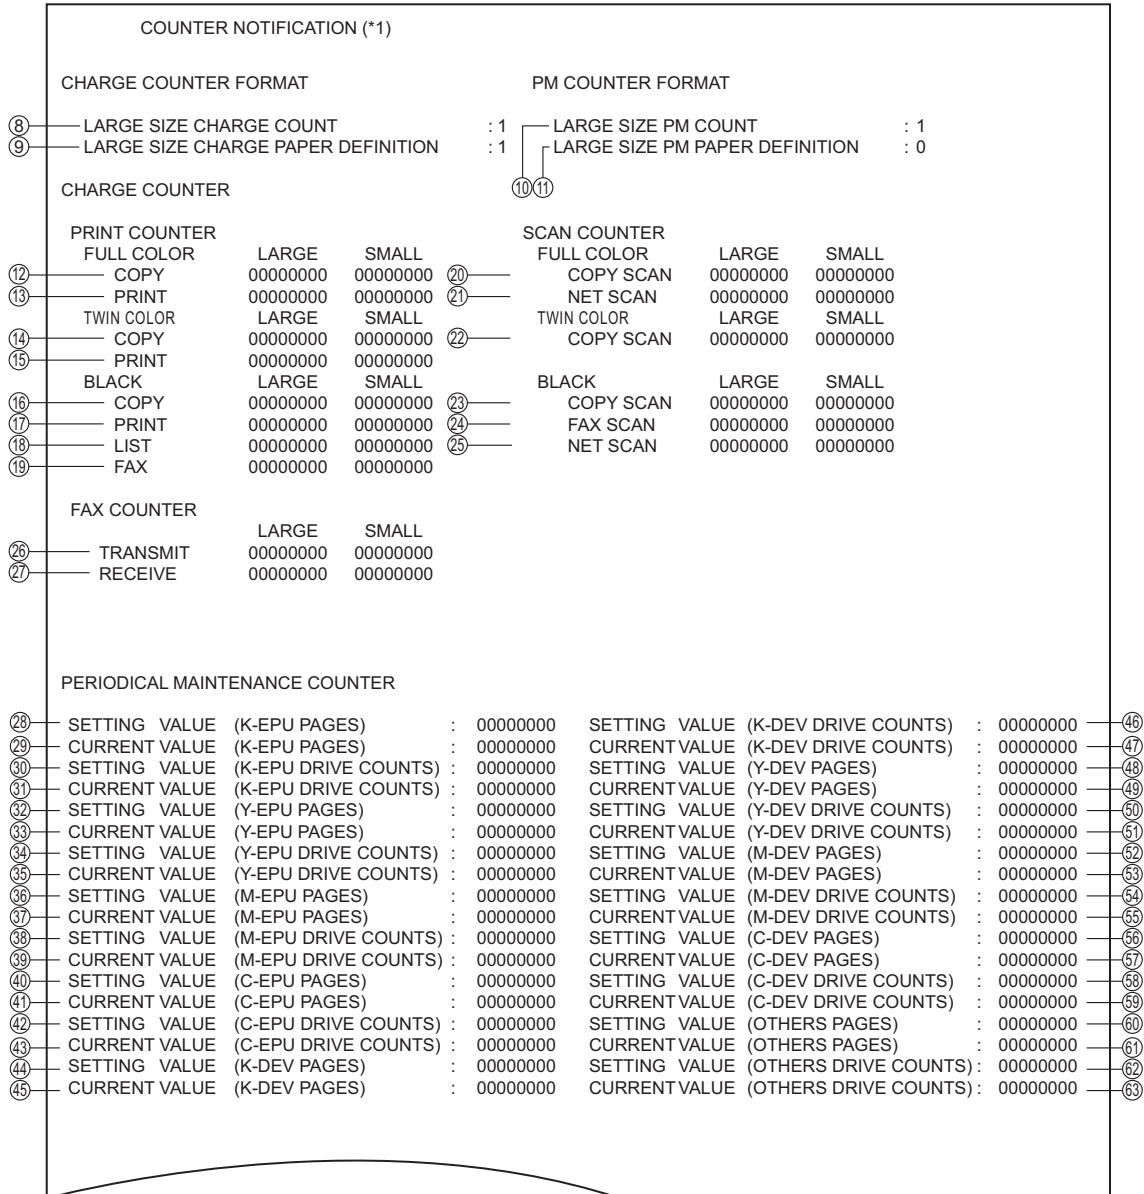 COUNTER NOTIFICATION (*1)
CHARGE COUNTER FORMAT PM COUNTER FORMAT
⑧ LARGE SIZE CHARGE COUNT : 1 LARGE SIZE PM COUNT : 1
⑨ LARGE SIZE CHARGE PAPER DEFINITION : 1 LARGE SIZE PM PAPER DEFINITION : 0
CHARGE COUNTER ⑩ ⑪
PRINT COUNTER SCAN COUNTER
FULL COLOR LARGE SMALL FULL COLOR LARGE SMALL
⑫ COPY 00000000 00000000 ⑳ COPY SCAN 00000000 00000000
⑬ PRINT 00000000 00000000 ㉑ NET SCAN 00000000 00000000
TWIN COLOR LARGE SMALL TWIN COLOR LARGE SMALL
⑭ COPY 00000000 00000000 ㉒ COPY SCAN 00000000 00000000
⑮ PRINT 00000000 00000000
BLACK LARGE SMALL BLACK LARGE SMALL
⑯ COPY 00000000 00000000 ㉓ COPY SCAN 00000000 00000000
⑰ PRINT 00000000 00000000 ㉔ FAX SCAN 00000000 00000000
⑱ LIST 00000000 00000000 ㉕ NET SCAN 00000000 00000000
⑲ FAX 00000000 00000000
FAX COUNTER
LARGE SMALL
㉖ TRANSMIT 00000000 00000000
㉗ RECEIVE 00000000 00000000
PERIODICAL MAINTENANCE COUNTER
㉘ SETTING VALUE (K-EPU PAGES) : 00000000 SETTING VALUE (K-DEV DRIVE COUNTS) : 00000000 ㊻
㉙ CURRENT VALUE (K-EPU PAGES) : 00000000 CURRENT VALUE (K-DEV DRIVE COUNTS) : 00000000 ㊼
㉚ SETTING VALUE (K-EPU DRIVE COUNTS) : 00000000 SETTING VALUE (Y-DEV PAGES) : 00000000 ㊽
㉛ CURRENT VALUE (K-EPU DRIVE COUNTS) : 00000000 CURRENT VALUE (Y-DEV PAGES) : 00000000 ㊾
㉜ SETTING VALUE (Y-EPU PAGES) : 00000000 SETTING VALUE (Y-DEV DRIVE COUNTS) : 00000000 ㊿
㉝ CURRENT VALUE (Y-EPU PAGES) : 00000000 CURRENT VALUE (Y-DEV DRIVE COUNTS) : 00000000 51
㉞ SETTING VALUE (Y-EPU DRIVE COUNTS) : 00000000 SETTING VALUE (M-DEV PAGES) : 00000000 52
㉟ CURRENT VALUE (Y-EPU DRIVE COUNTS) : 00000000 CURRENT VALUE (M-DEV PAGES) : 00000000 53
㊱ SETTING VALUE (M-EPU PAGES) : 00000000 SETTING VALUE (M-DEV DRIVE COUNTS) : 00000000 54
㊲ CURRENT VALUE (M-EPU PAGES) : 00000000 CURRENT VALUE (M-DEV DRIVE COUNTS) : 00000000 55
㊳ SETTING VALUE (M-EPU DRIVE COUNTS) : 00000000 SETTING VALUE (C-DEV PAGES) : 00000000 56
㊴ CURRENT VALUE (M-EPU DRIVE COUNTS) : 00000000 CURRENT VALUE (C-DEV PAGES) : 00000000 57
㊵ SETTING VALUE (C-EPU PAGES) : 00000000 SETTING VALUE (C-DEV DRIVE COUNTS) : 00000000 58
㊶ CURRENT VALUE (C-EPU PAGES) : 00000000 CURRENT VALUE (C-DEV DRIVE COUNTS) : 00000000 59
㊷ SETTING VALUE (C-EPU DRIVE COUNTS) : 00000000 SETTING VALUE (OTHERS PAGES) : 00000000 60
㊸ CURRENT VALUE (C-EPU DRIVE COUNTS) : 00000000 CURRENT VALUE (OTHERS PAGES) : 00000000 61
㊹ SETTING VALUE (K-DEV PAGES) : 00000000 SETTING VALUE (OTHERS DRIVE COUNTS) : 00000000 62
㊺ CURRENT VALUE (K-DEV PAGES) : 00000000 CURRENT VALUE (OTHERS DRIVE COUNTS) : 00000000 63